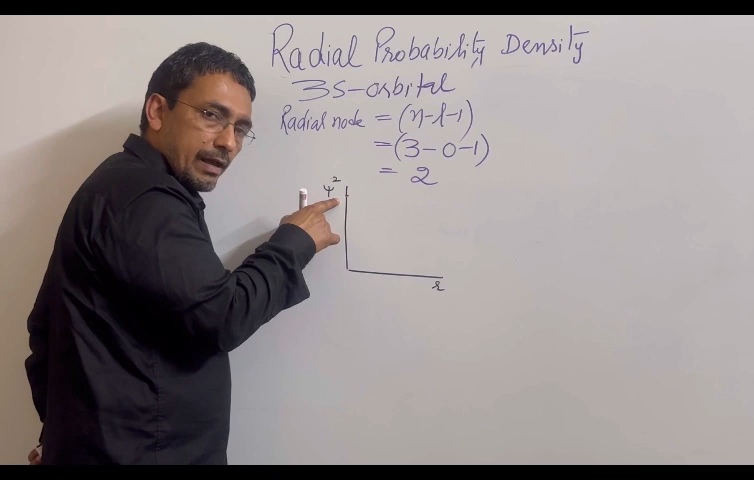 Radial Probability Density
3s-orbital
Radial node = (n-l-1)
= (3-0-1)
= 2
ψ²
r